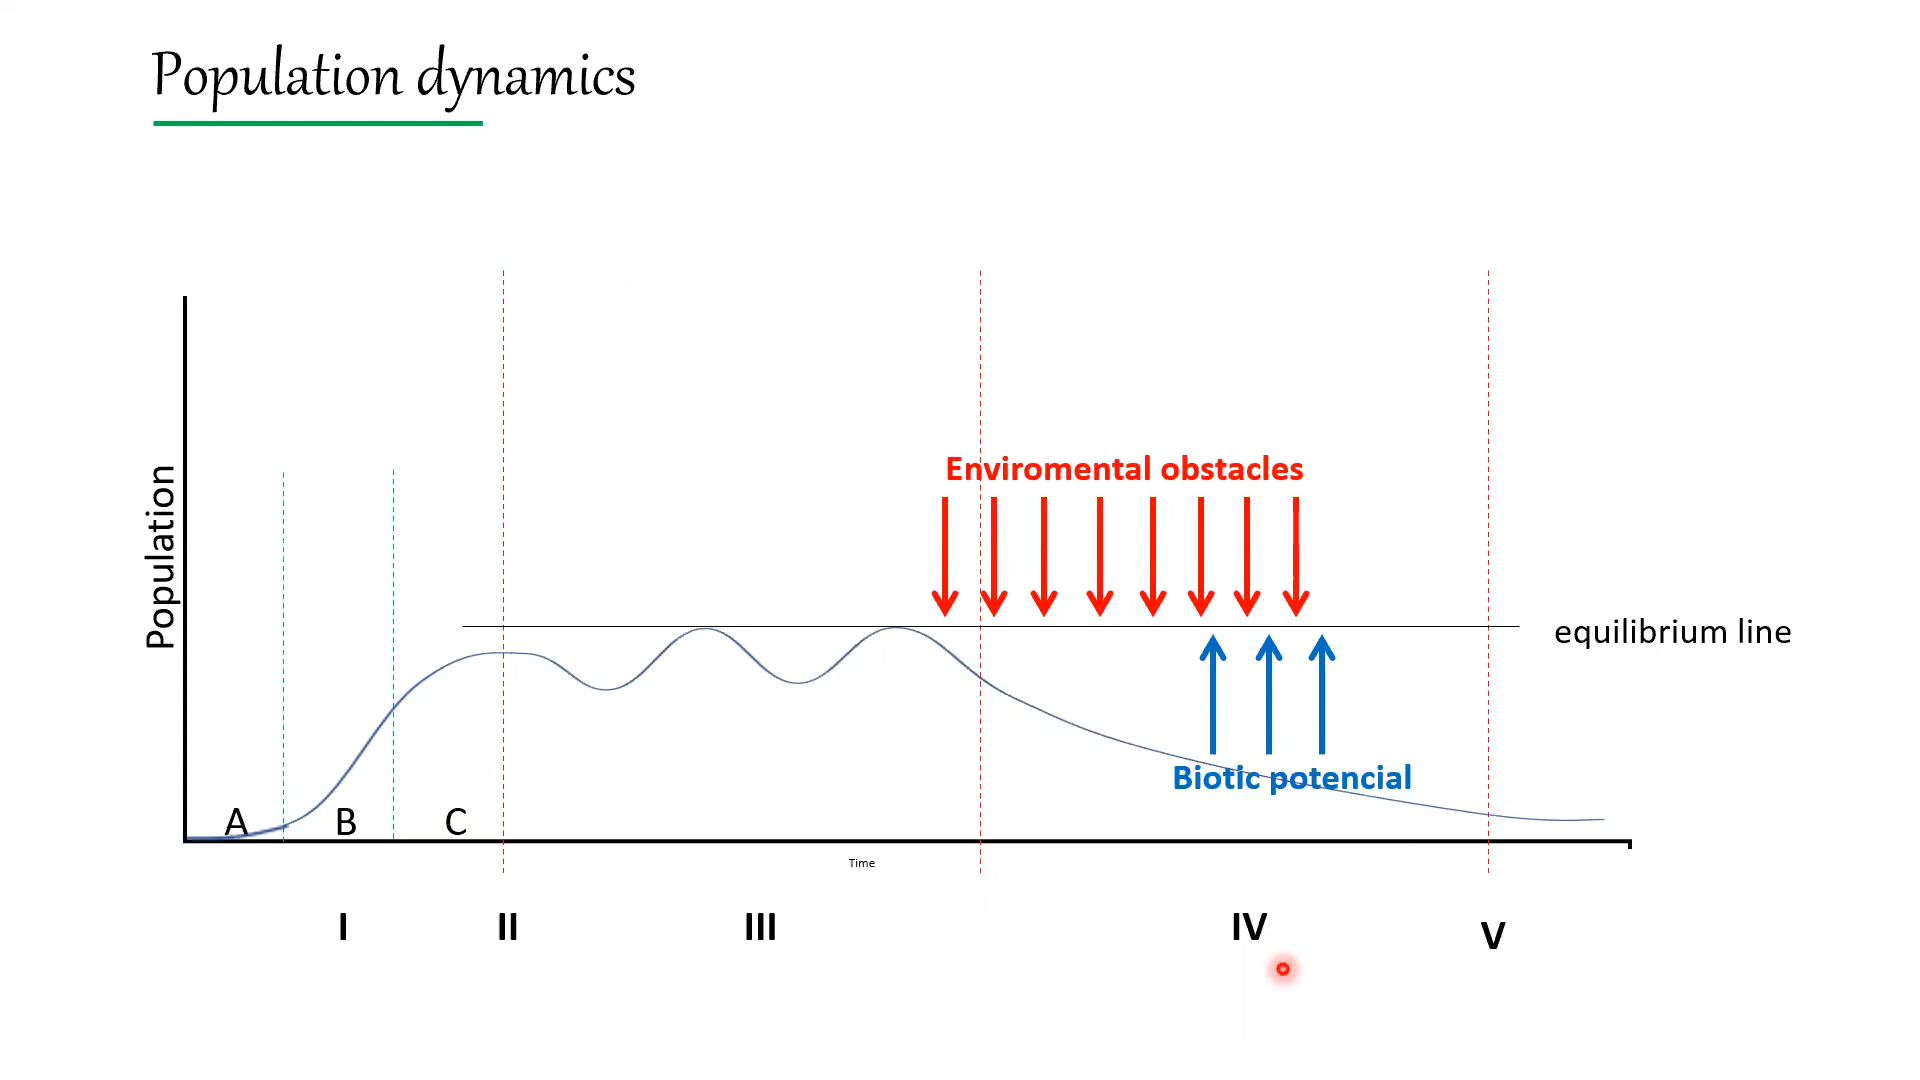 Population dynamics
Enviromental obstacles
Population
equilibrium line
Biotic potencial
A B C
Time
I II III IV V